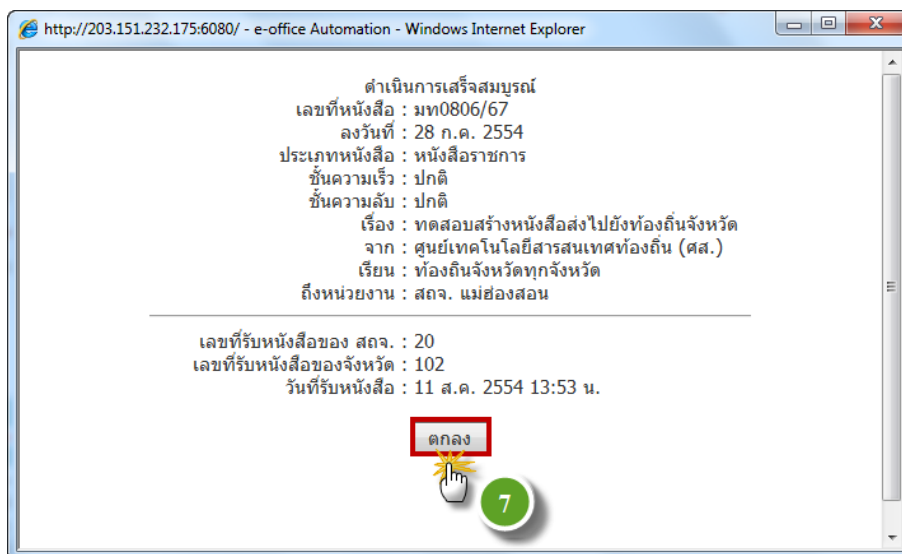 http://203.151.232.175:6080/ - e-office Automation - Windows Internet Explorer
ดำเนินการเสร็จสมบูรณ์
เลขที่หนังสือ : มท0806/67
ลงวันที่ : 28 ก.ค. 2554
ประเภทหนังสือ : หนังสือราชการ
ชั้นความเร็ว : ปกติ
ชั้นความลับ : ปกติ
เรื่อง : ทดสอบสร้างหนังสือส่งไปยังท้องถิ่นจังหวัด
จาก : ศูนย์เทคโนโลยีสารสนเทศท้องถิ่น (ศส.)
เรียน : ท้องถิ่นจังหวัดทุกจังหวัด
ถึงหน่วยงาน : สถจ. แม่ฮ่องสอน
เลขที่รับหนังสือของ สถจ. : 20
เลขที่รับหนังสือของจังหวัด : 102
วันที่รับหนังสือ : 11 ส.ค. 2554 13:53 น.
ตกลง
7